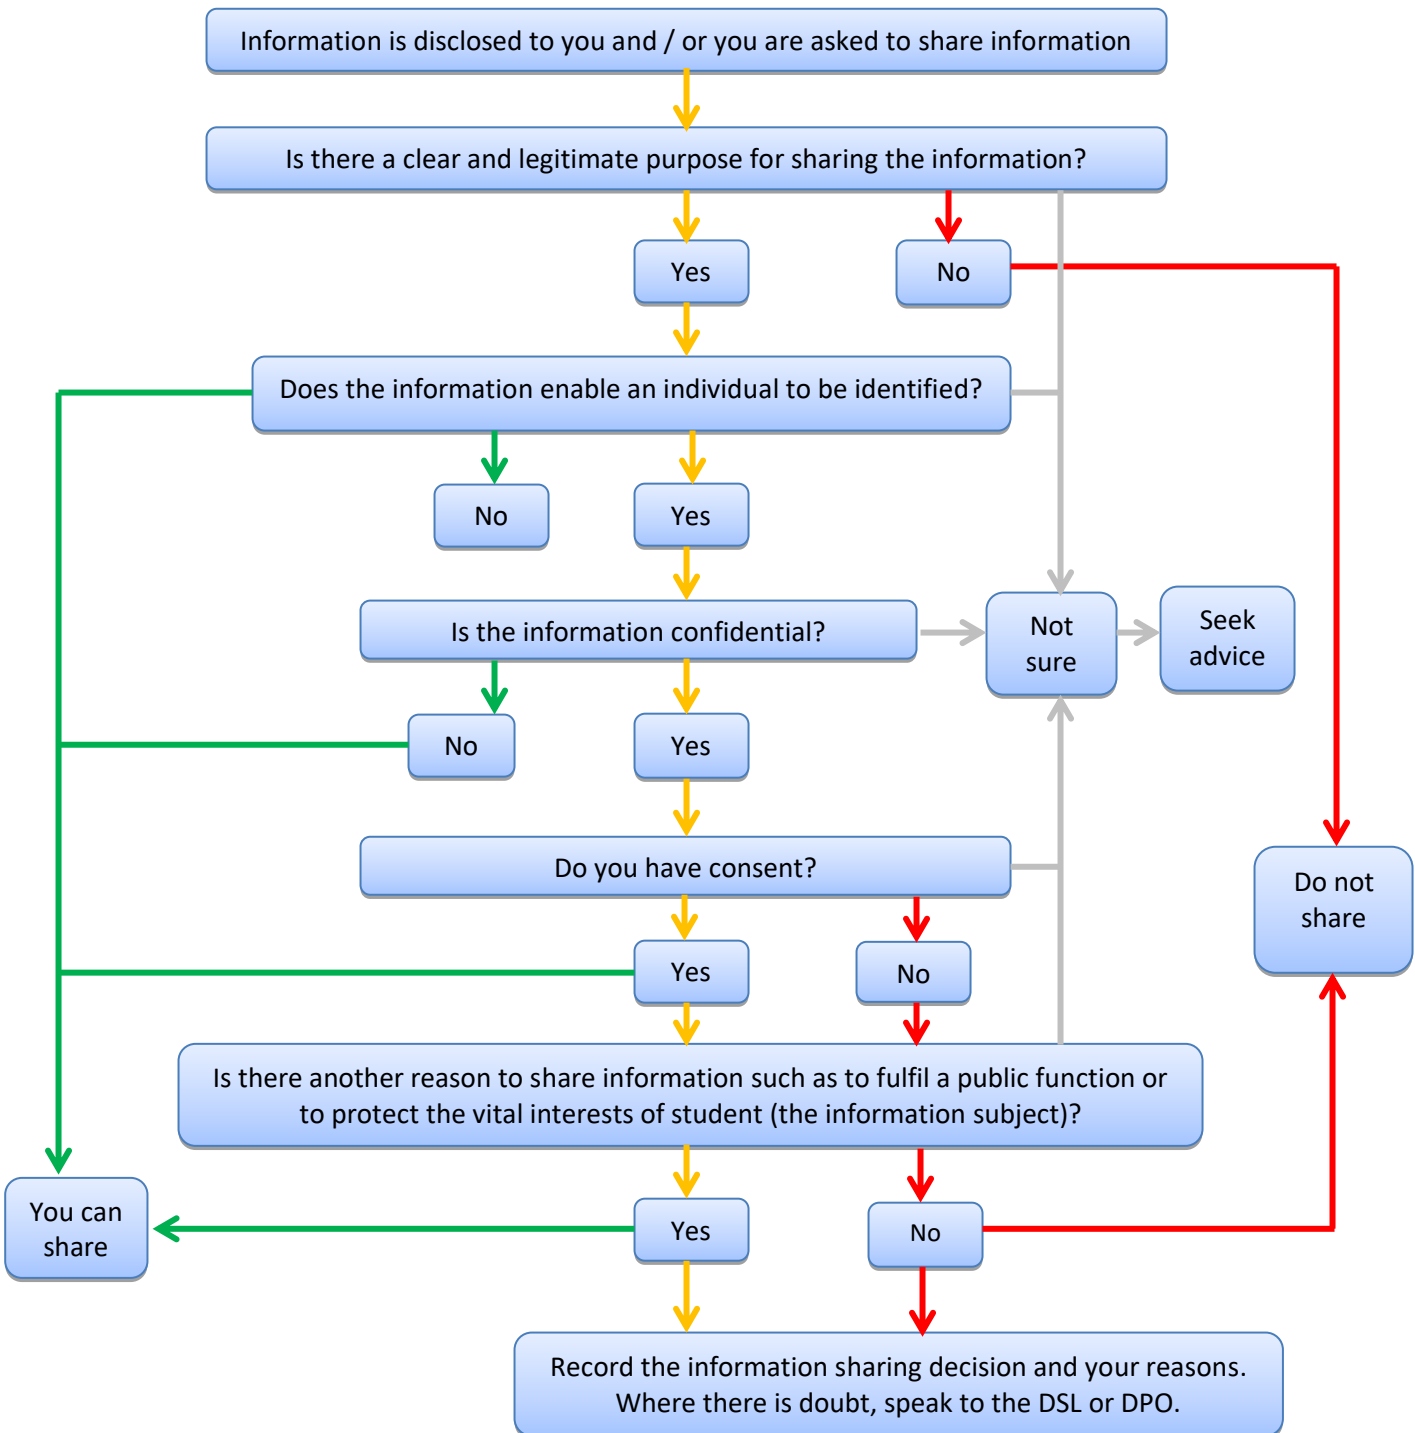 Information is disclosed to you and / or you are asked to share information
Is there a clear and legitimate purpose for sharing the information?
Yes
No
Does the information enable an individual to be identified?
No
Yes
Is the information confidential?
Not
sure
Seek
advice
No
Yes
Do you have consent?
Do not
share
Yes
No
Is there another reason to share information such as to fulfil a public function or
to protect the vital interests of student (the information subject)?
You can
share
Yes
No
Record the information sharing decision and your reasons.
Where there is doubt, speak to the DSL or DPO.